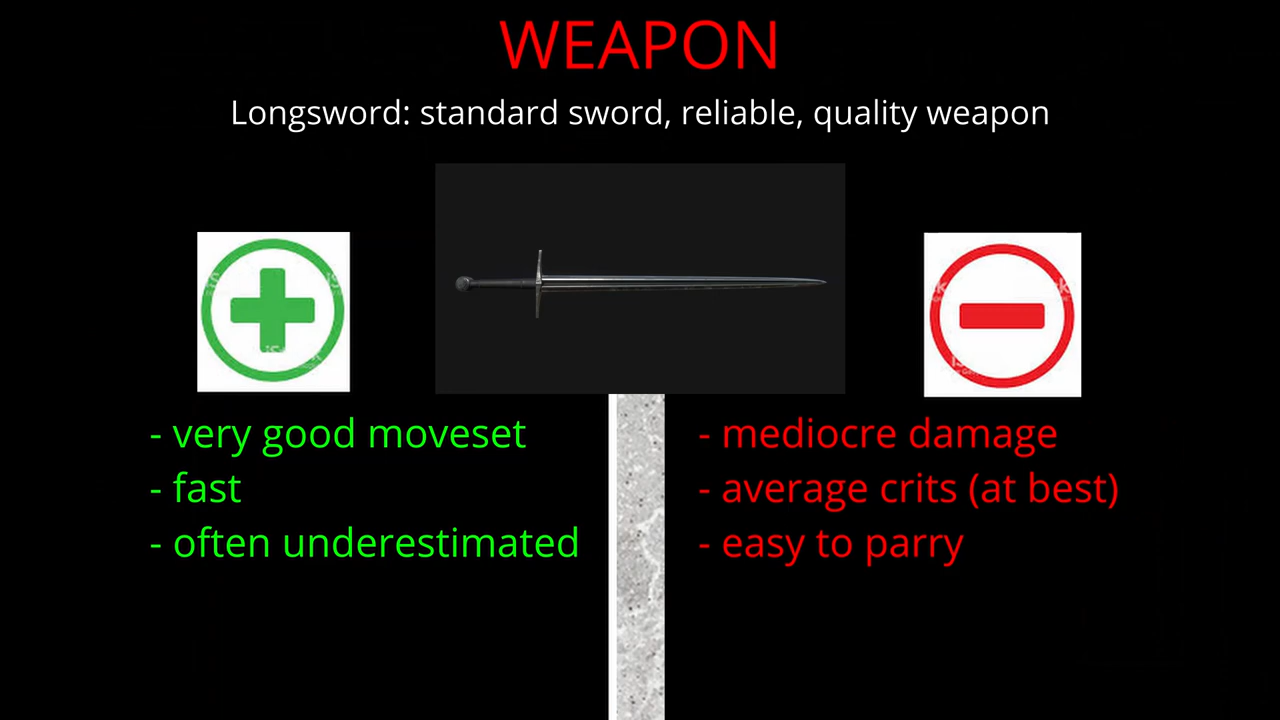 WEAPON
Longsword: standard sword, reliable, quality weapon
- very good moveset
- fast
- often underestimated
- mediocre damage
- average crits (at best)
- easy to parry